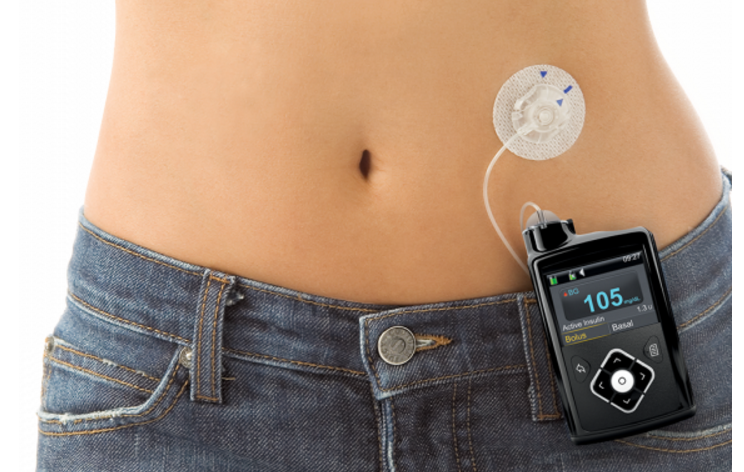 09:27
BG
105 mg/dL
Active Insulin
1.3 U
Bolus
Basal